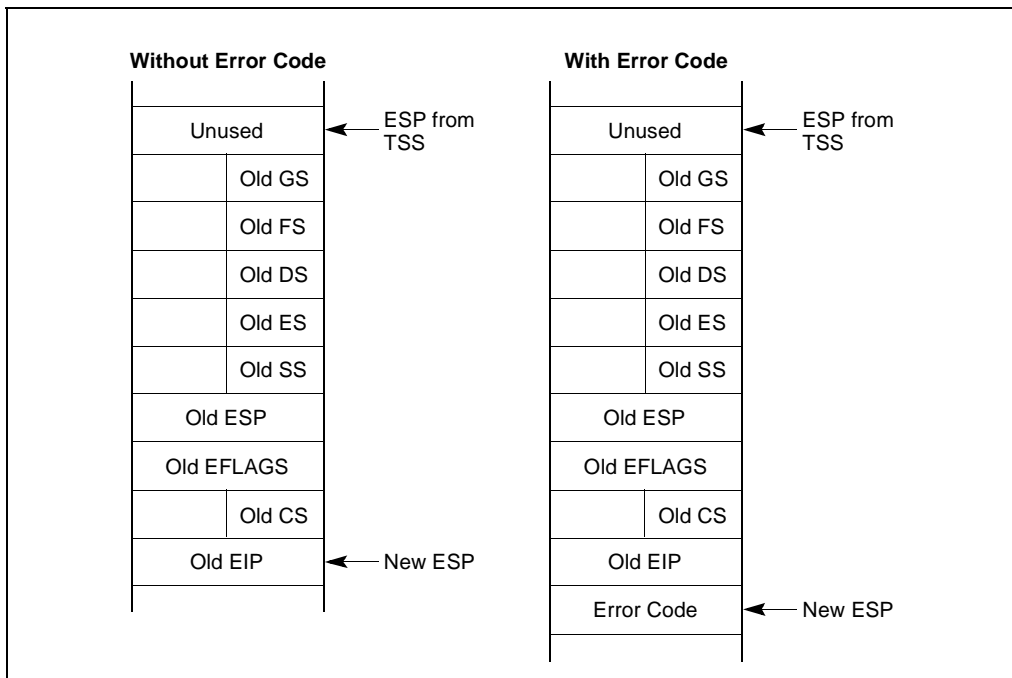 Without Error Code
Unused
ESP from
TSS
Old GS
Old FS
Old DS
Old ES
Old SS
Old ESP
Old EFLAGS
Old CS
Old EIP
New ESP
With Error Code
Unused
ESP from
TSS
Old GS
Old FS
Old DS
Old ES
Old SS
Old ESP
Old EFLAGS
Old CS
Old EIP
Error Code
New ESP